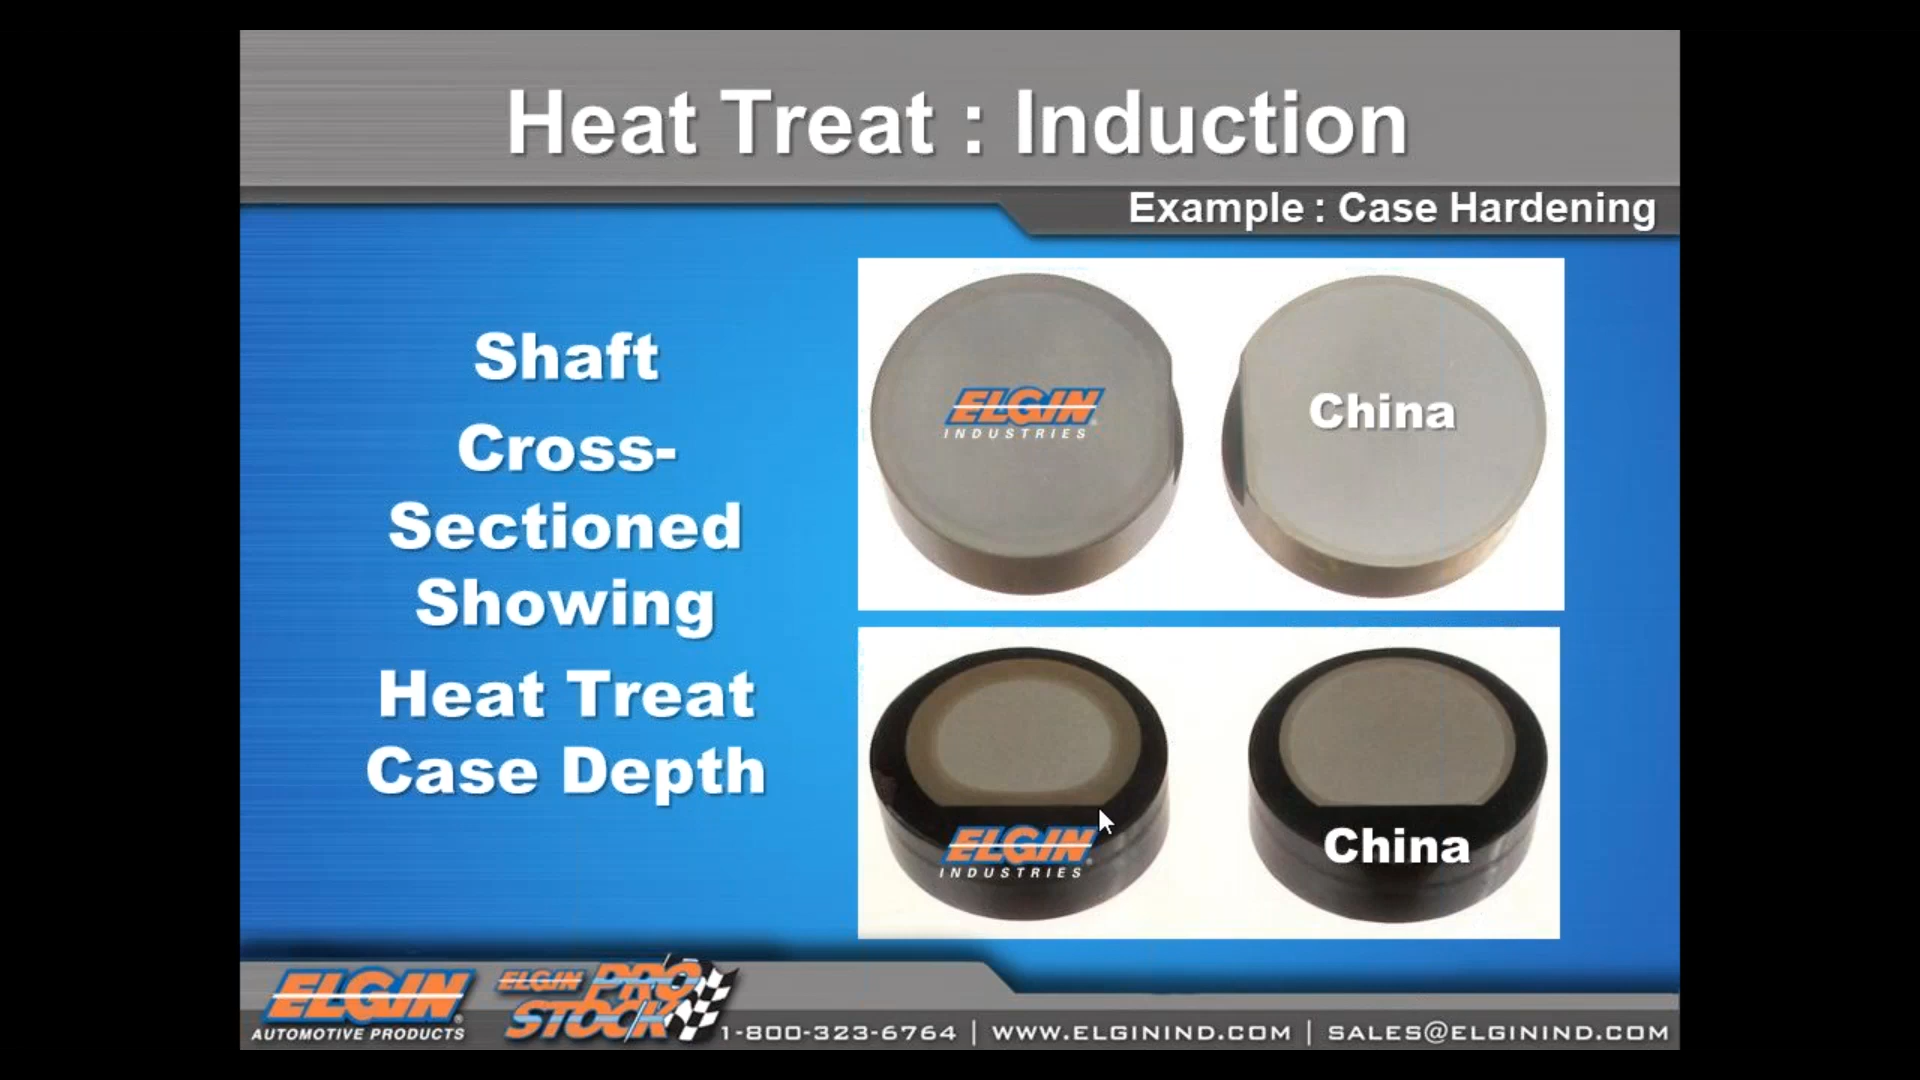 Heat Treat : Induction
Example : Case Hardening
Shaft
Cross-
Sectioned
Showing
Heat Treat
Case Depth
ELGIN
INDUSTRIES
China
ELGIN
INDUSTRIES
China
ELGIN
AUTOMOTIVE PRODUCTS
ELGIN PRO
STOCK
1-800-323-6764 | WWW.ELGININD.COM | SALES@ELGININD.COM